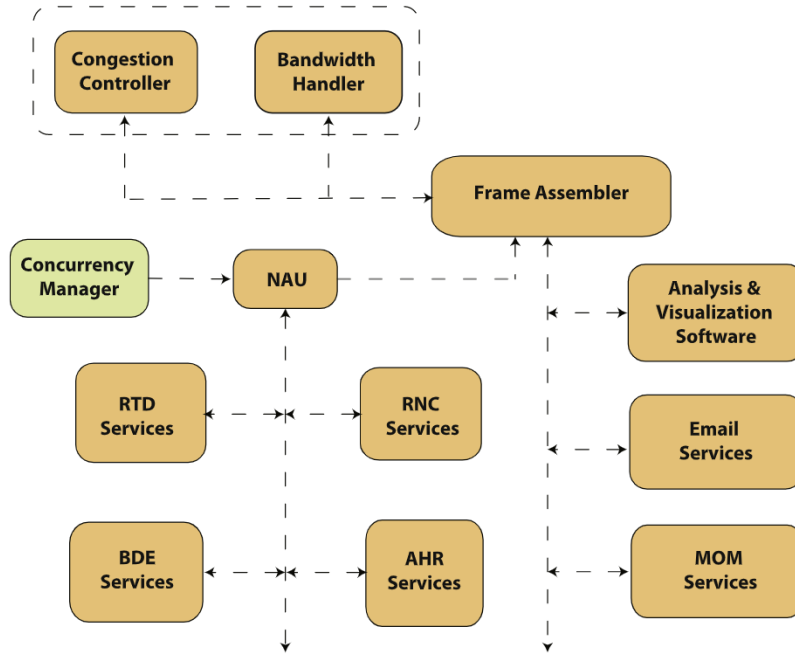 Congestion
Controller
Bandwidth
Handler
Frame Assembler
Concurrency
Manager
NAU
Analysis &
Visualization
Software
RTD
Services
RNC
Services
Email
Services
BDE
Services
AHR
Services
MOM
Services